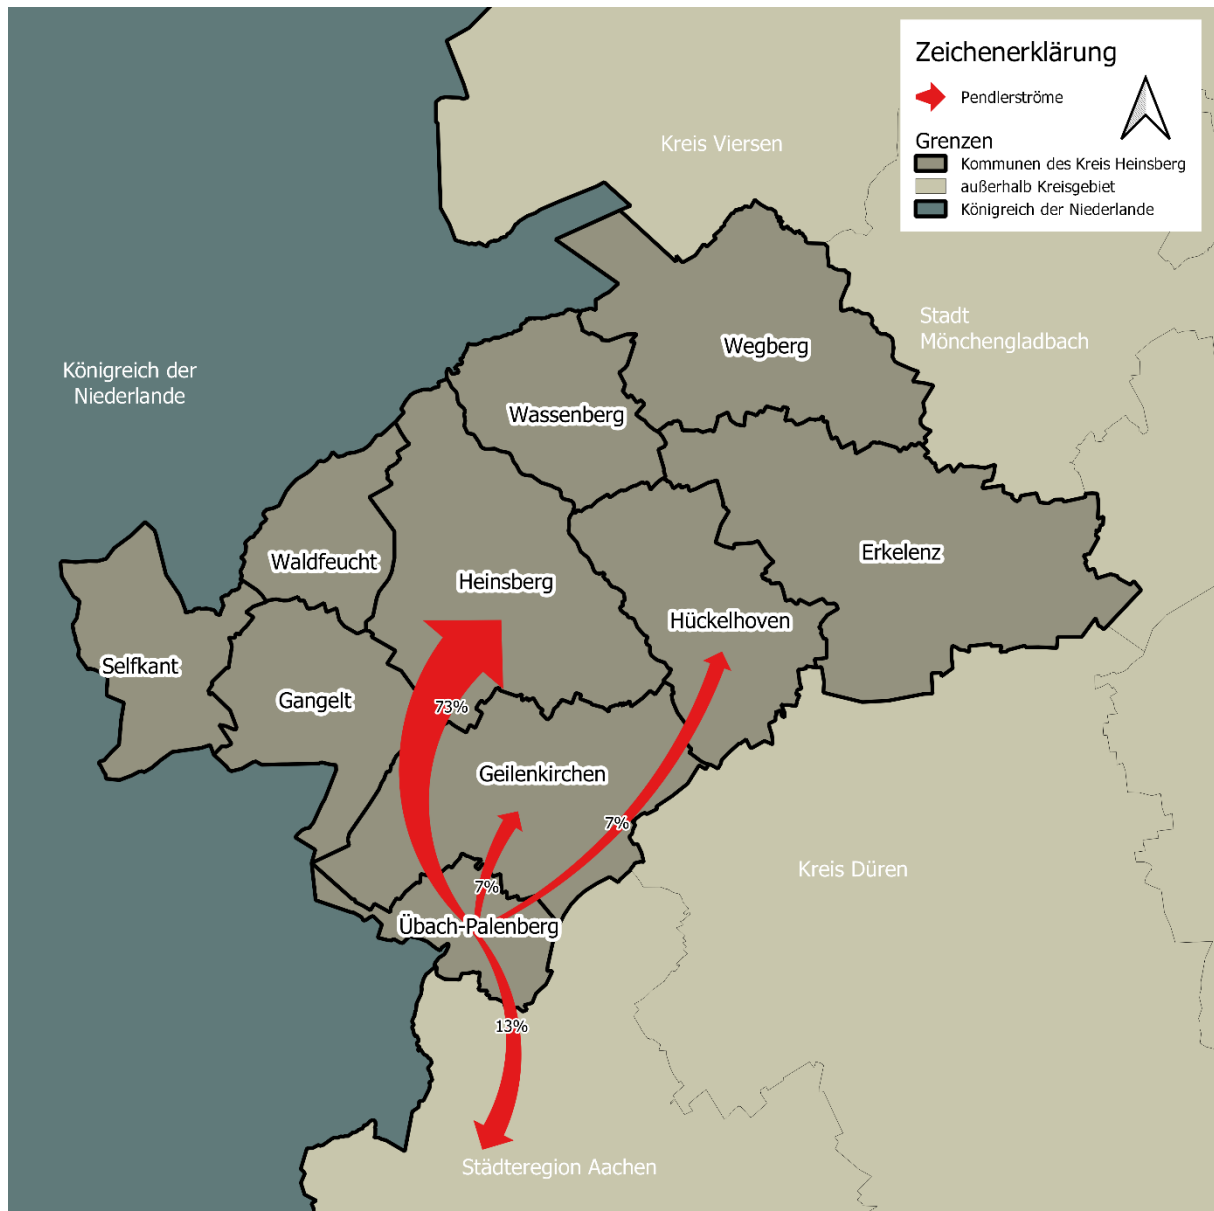 Zeichenerklärung
Pendlerströme
Grenzen
Kommunen des Kreis Heinsberg
außerhalb Kreisgebiet
Königreich der Niederlande
Kreis Viersen
Stadt
Mönchengladbach
Wegberg
Königreich der
Niederlande
Wassenberg
Erkelenz
Waldfeucht
Heinsberg
Hückelhoven
Selfkant
Gangelt
73%
Geilenkirchen
7%
Kreis Düren
7%
Übach-Palenberg
13%
Städteregion Aachen